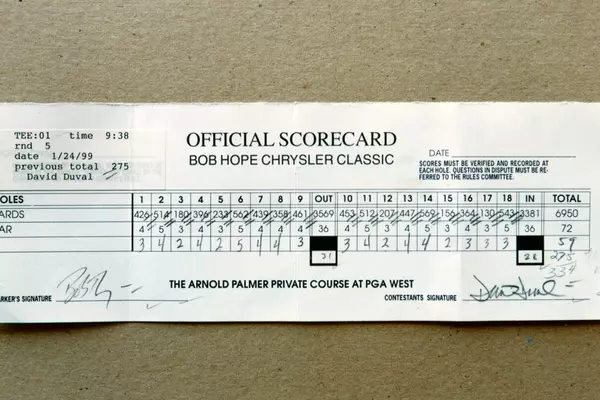 TEE:01 time 9:38
rnd 5
date 1/24/99
previous total 275
David Duval
OFFICIAL SCORECARD
BOB HOPE CHRYSLER CLASSIC
DATE
SCORES MUST BE VERIFIED AND RECORDED AT
EACH HOLE. QUESTIONS IN DISPUTE MUST BE RE-
FERRED TO THE RULES COMMITTEE.
OLES 1 2 3 4 5 6 7 8 9 OUT 10 11 12 13 14 15 16 17 18 IN TOTAL
ARDS 426 514 180 396 233 562 439 358 461 3569 453 512 207 447 569 156 364 130 543 3381 6950
AR 4 5 3 4 3 5 4 4 4 36 4 5 3 4 5 3 4 3 5 36 72
3 4 2 4 2 5 4 4 3 3 4 2 4 4 2 3 3 3 59
31 28 275
334
THE ARNOLD PALMER PRIVATE COURSE AT PGA WEST
ARKER'S SIGNATURE CONTESTANTS SIGNATURE